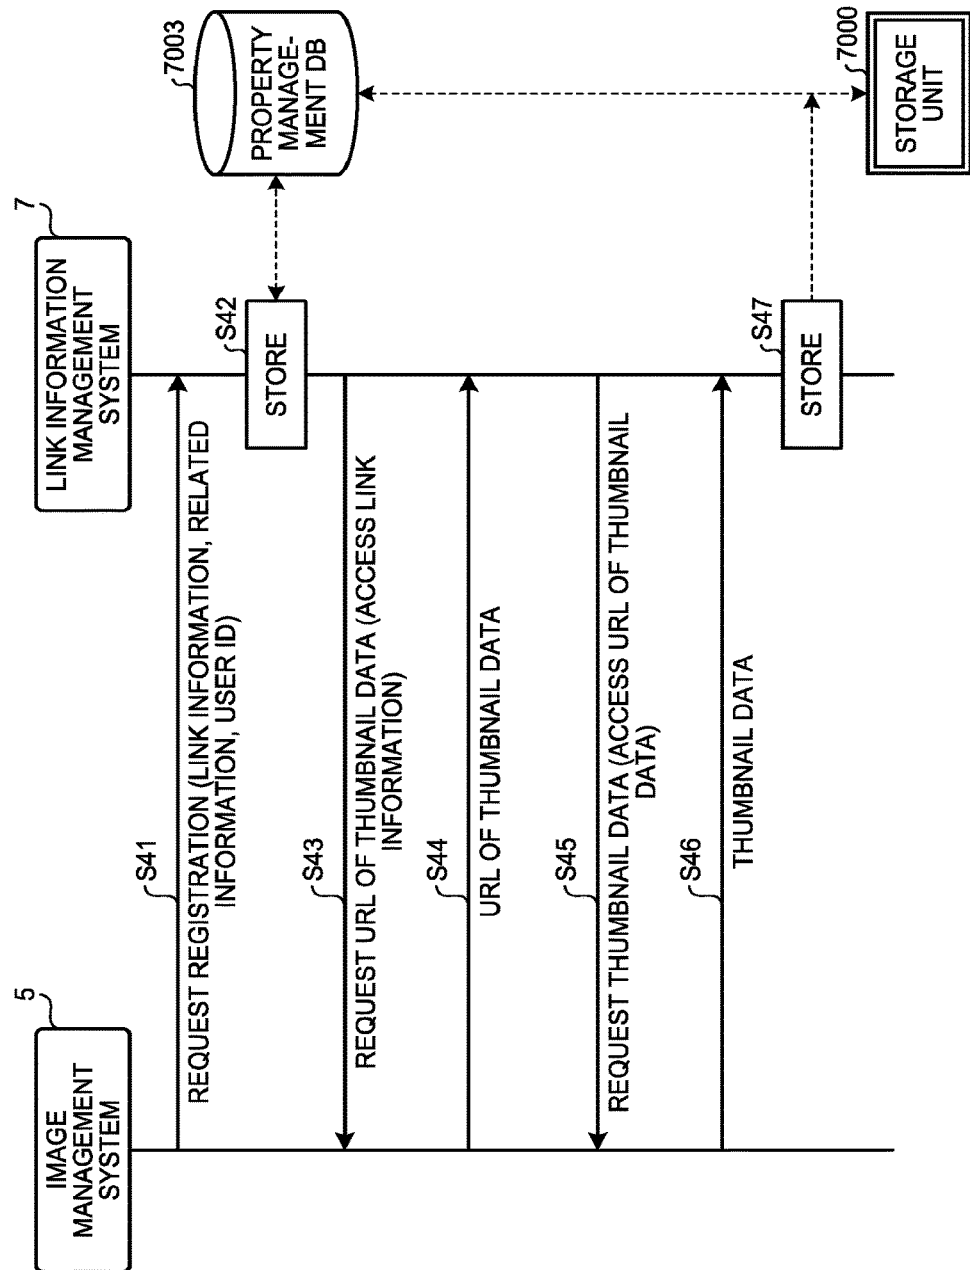 IMAGE
MANAGEMENT
SYSTEM
5
LINK INFORMATION
MANAGEMENT
SYSTEM
7
S41
REQUEST REGISTRATION (LINK INFORMATION, RELATED
INFORMATION, USER ID)
S42
STORE
7003
PROPERTY
MANAGE-
MENT DB
S43
REQUEST URL OF THUMBNAIL DATA (ACCESS LINK
INFORMATION)
S44
URL OF THUMBNAIL DATA
S45
REQUEST THUMBNAIL DATA (ACCESS URL OF THUMBNAIL
DATA)
S46
THUMBNAIL DATA
S47
STORE
7000
STORAGE
UNIT